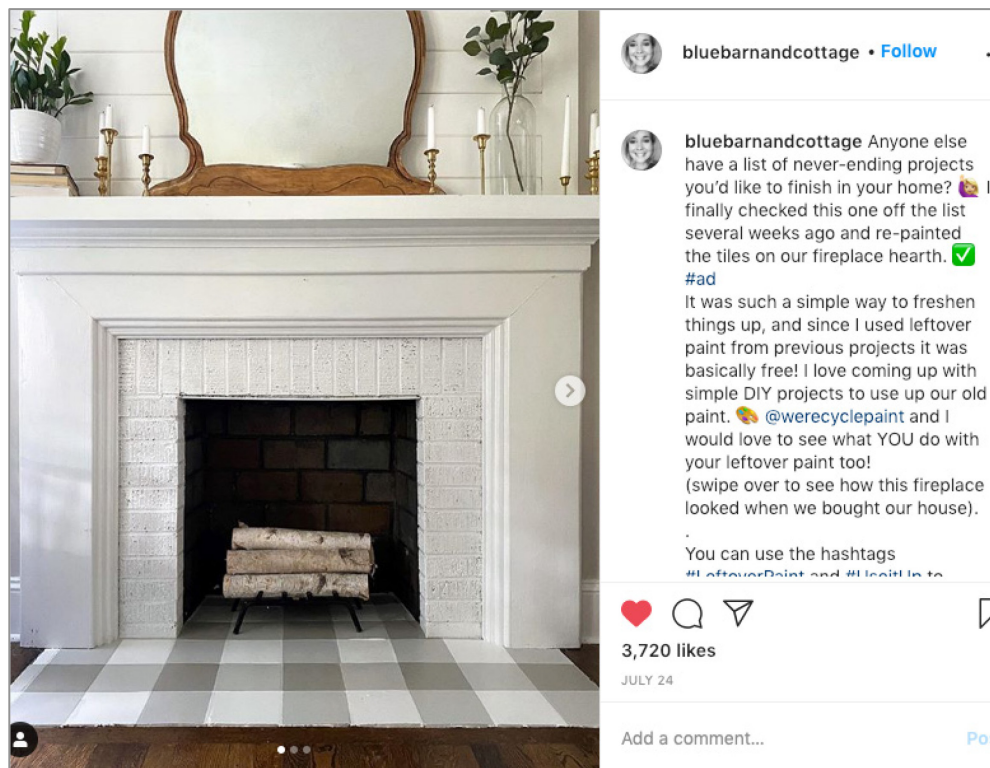 bluebarnandcottage • Follow
bluebarnandcottage Anyone else
have a list of never-ending projects
you'd like to finish in your home? 🙋🏼‍♀️ I
finally checked this one off the list
several weeks ago and re-painted
the tiles on our fireplace hearth. ✅
#ad
It was such a simple way to freshen
things up, and since I used leftover
paint from previous projects it was
basically free! I love coming up with
simple DIY projects to use up our old
paint. 🎨 @werecyclepaint and I
would love to see what YOU do with
your leftover paint too!
(swipe over to see how this fireplace
looked when we bought our house).
.
You can use the hashtags
#LeftoverPaint and #UseitUp to
3,720 likes
JULY 24
Add a comment...
Po